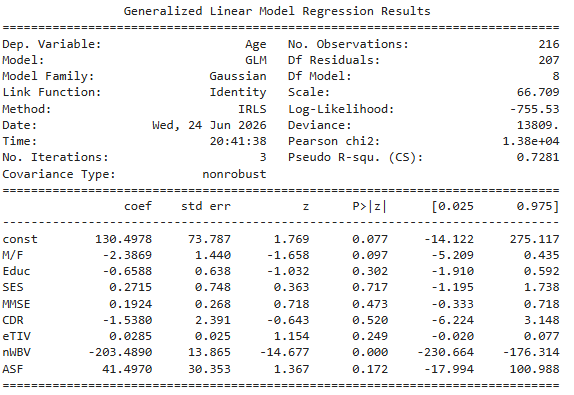 Generalized Linear Model Regression Results
==============================================================================
Dep. Variable:                    Age   No. Observations:                  216
Model:                            GLM   Df Residuals:                      207
Model Family:                Gaussian   Df Model:                            8
Link Function:               Identity   Scale:                          66.709
Method:                          IRLS   Log-Likelihood:                -755.53
Date:                Wed, 24 Jun 2026   Deviance:                       13809.
Time:                        20:41:38   Pearson chi2:                 1.38e+04
No. Iterations:                     3   Pseudo R-squ. (CS):             0.7281
Covariance Type:            nonrobust
==============================================================================
                 coef    std err          z      P>|z|      [0.025      0.975]
------------------------------------------------------------------------------
const        130.4978     73.787      1.769      0.077     -14.122     275.117
M/F           -2.3869      1.440     -1.658      0.097      -5.209       0.435
Educ          -0.6588      0.638     -1.032      0.302      -1.910       0.592
SES            0.2715      0.748      0.363      0.717      -1.195       1.738
MMSE           0.1924      0.268      0.718      0.473      -0.333       0.718
CDR           -1.5380      2.391     -0.643      0.520      -6.224       3.148
eTIV           0.0285      0.025      1.154      0.249      -0.020       0.077
nWBV        -203.4890     13.865    -14.677      0.000    -230.664    -176.314
ASF           41.4970     30.353      1.367      0.172     -17.994     100.988
==============================================================================